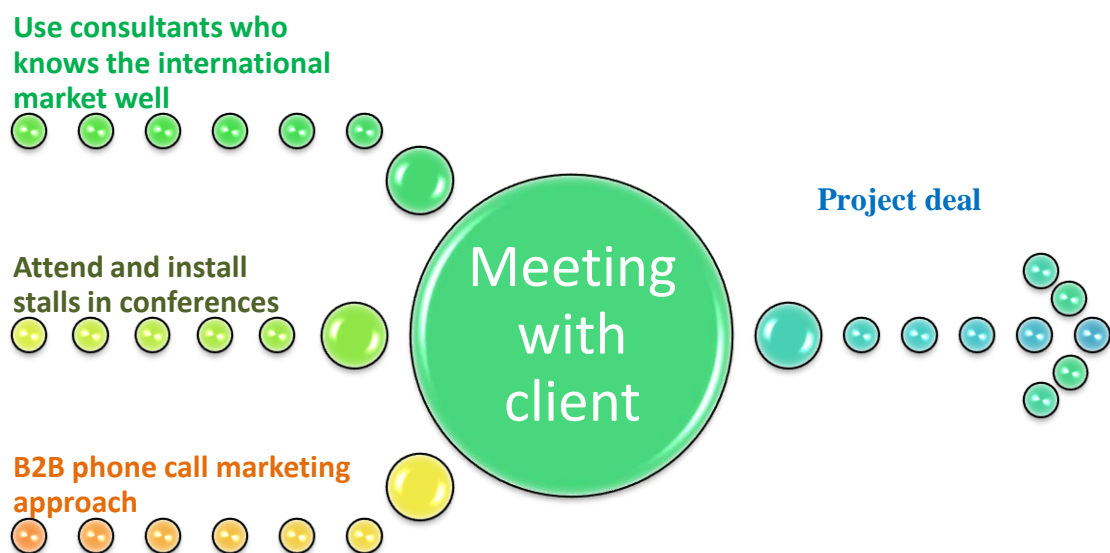 Use consultants who
knows the international
market well
Attend and install
stalls in conferences
B2B phone call marketing
approach
Meeting
with
client
Project deal